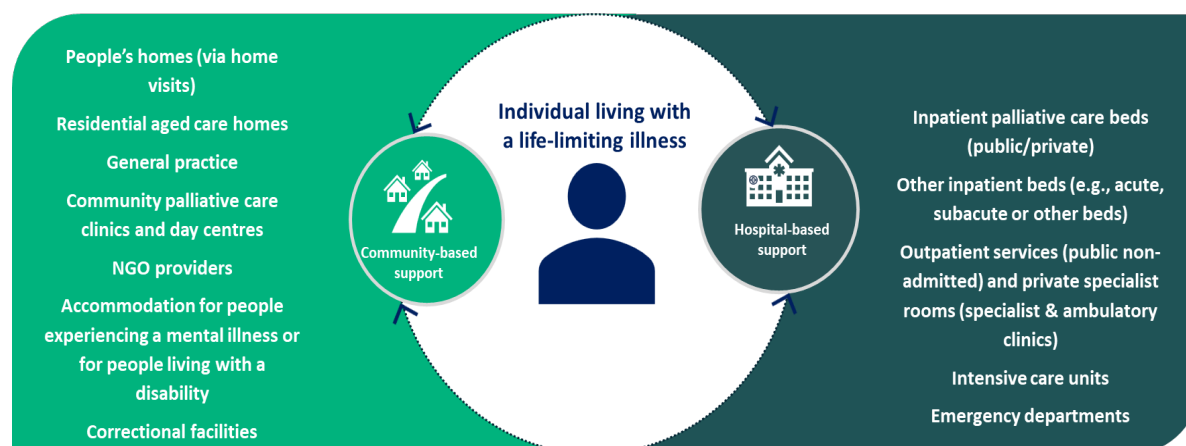 People's homes (via home
visits)
Residential aged care homes
General practice
Community palliative care
clinics and day centres
NGO providers
Accommodation for people
experiencing a mental illness or
for people living with a
disability
Correctional facilities
Community-based
support
Individual living with
a life-limiting illness
Hospital-based
support
Inpatient palliative care beds
(public/private)
Other inpatient beds (e.g., acute,
subacute or other beds)
Outpatient services (public non-
admitted) and private specialist
rooms (specialist & ambulatory
clinics)
Intensive care units
Emergency departments